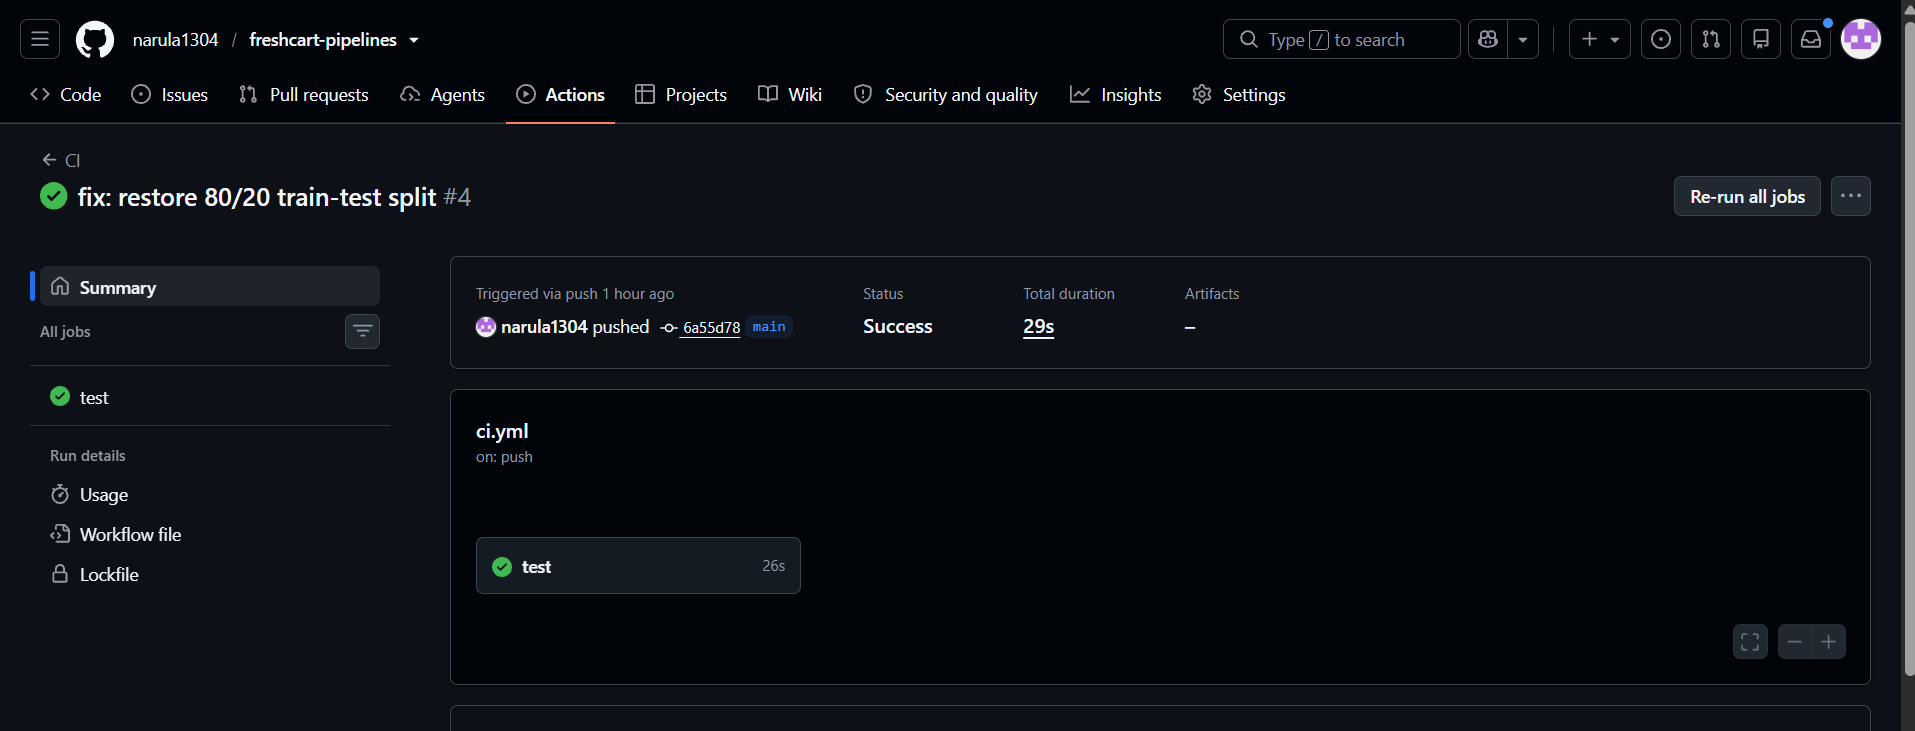 narula1304 / freshcart-pipelines
Type / to search
Code Issues Pull requests Agents Actions Projects Wiki Security and quality Insights Settings
CI
fix: restore 80/20 train-test split #4
Re-run all jobs
Summary
All jobs
test
Run details
Usage
Workflow file
Lockfile
Triggered via push 1 hour ago
narula1304 pushed 6a55d78 main
Status
Success
Total duration
29s
Artifacts
–
ci.yml
on: push
test 26s